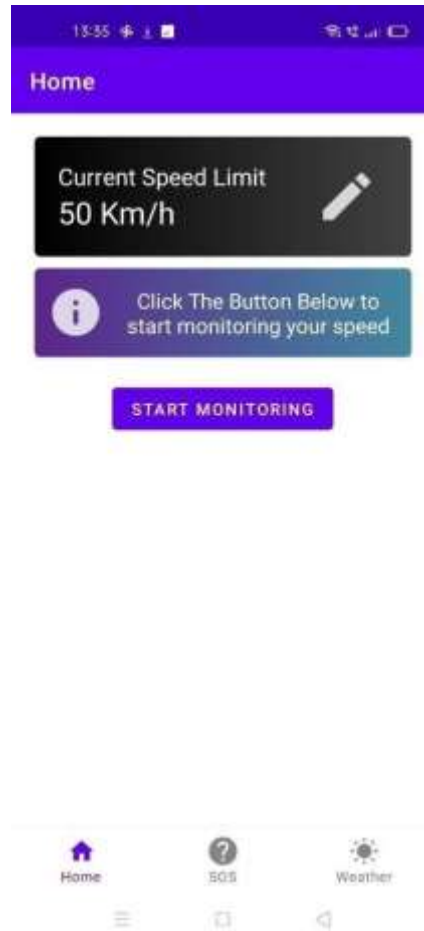 13:35
Home
Current Speed Limit
50 Km/h
Click The Button Below to
start monitoring your speed
START MONITORING
Home
SOS
Weather